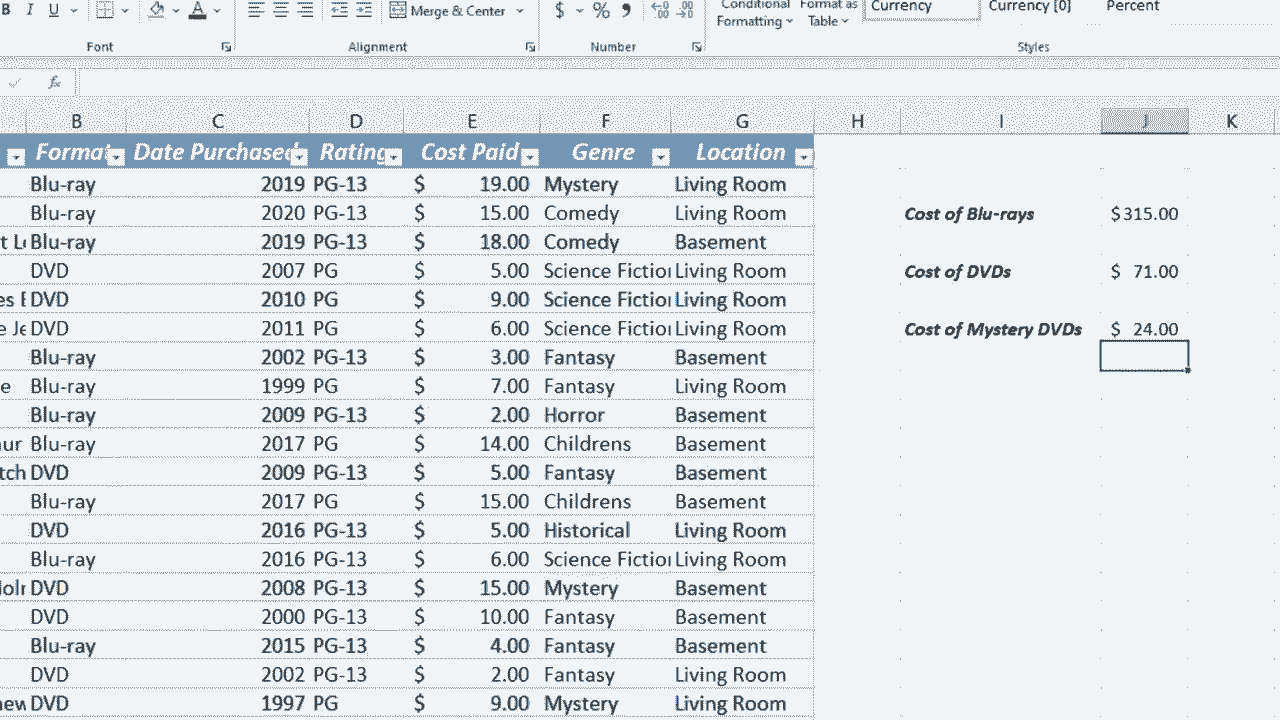 B I U A Merge & Center $ % Conditional Formatting Format as Table Currency Currency [0] Percent
Font Alignment Number Styles
fx
B C D E F G H I J K
Format Date Purchased Rating Cost Paid Genre Location
Blu-ray 2019 PG-13 $ 19.00 Mystery Living Room
Blu-ray 2020 PG-13 $ 15.00 Comedy Living Room Cost of Blu-rays $315.00
t L Blu-ray 2019 PG-13 $ 18.00 Comedy Basement
DVD 2007 PG $ 5.00 Science Fiction Living Room Cost of DVDs $ 71.00
es E DVD 2010 PG $ 9.00 Science Fiction Living Room
e Je DVD 2011 PG $ 6.00 Science Fiction Living Room Cost of Mystery DVDs $ 24.00
Blu-ray 2002 PG-13 $ 3.00 Fantasy Basement
e Blu-ray 1999 PG $ 7.00 Fantasy Living Room
Blu-ray 2009 PG-13 $ 2.00 Horror Basement
ur Blu-ray 2017 PG $ 14.00 Childrens Basement
tch DVD 2009 PG-13 $ 5.00 Fantasy Basement
Blu-ray 2017 PG $ 15.00 Childrens Basement
DVD 2016 PG-13 $ 5.00 Historical Living Room
Blu-ray 2016 PG-13 $ 6.00 Science Fiction Living Room
DVD 2008 PG-13 $ 15.00 Mystery Basement
DVD 2000 PG-13 $ 10.00 Fantasy Basement
Blu-ray 2015 PG-13 $ 4.00 Fantasy Basement
DVD 2002 PG-13 $ 2.00 Fantasy Living Room
ew DVD 1997 PG $ 9.00 Mystery Living Room